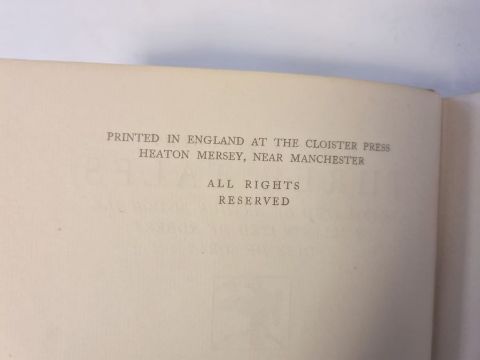 PRINTED IN ENGLAND AT THE CLOISTER PRESS
HEATON MERSEY, NEAR MANCHESTER
ALL RIGHTS
RESERVED